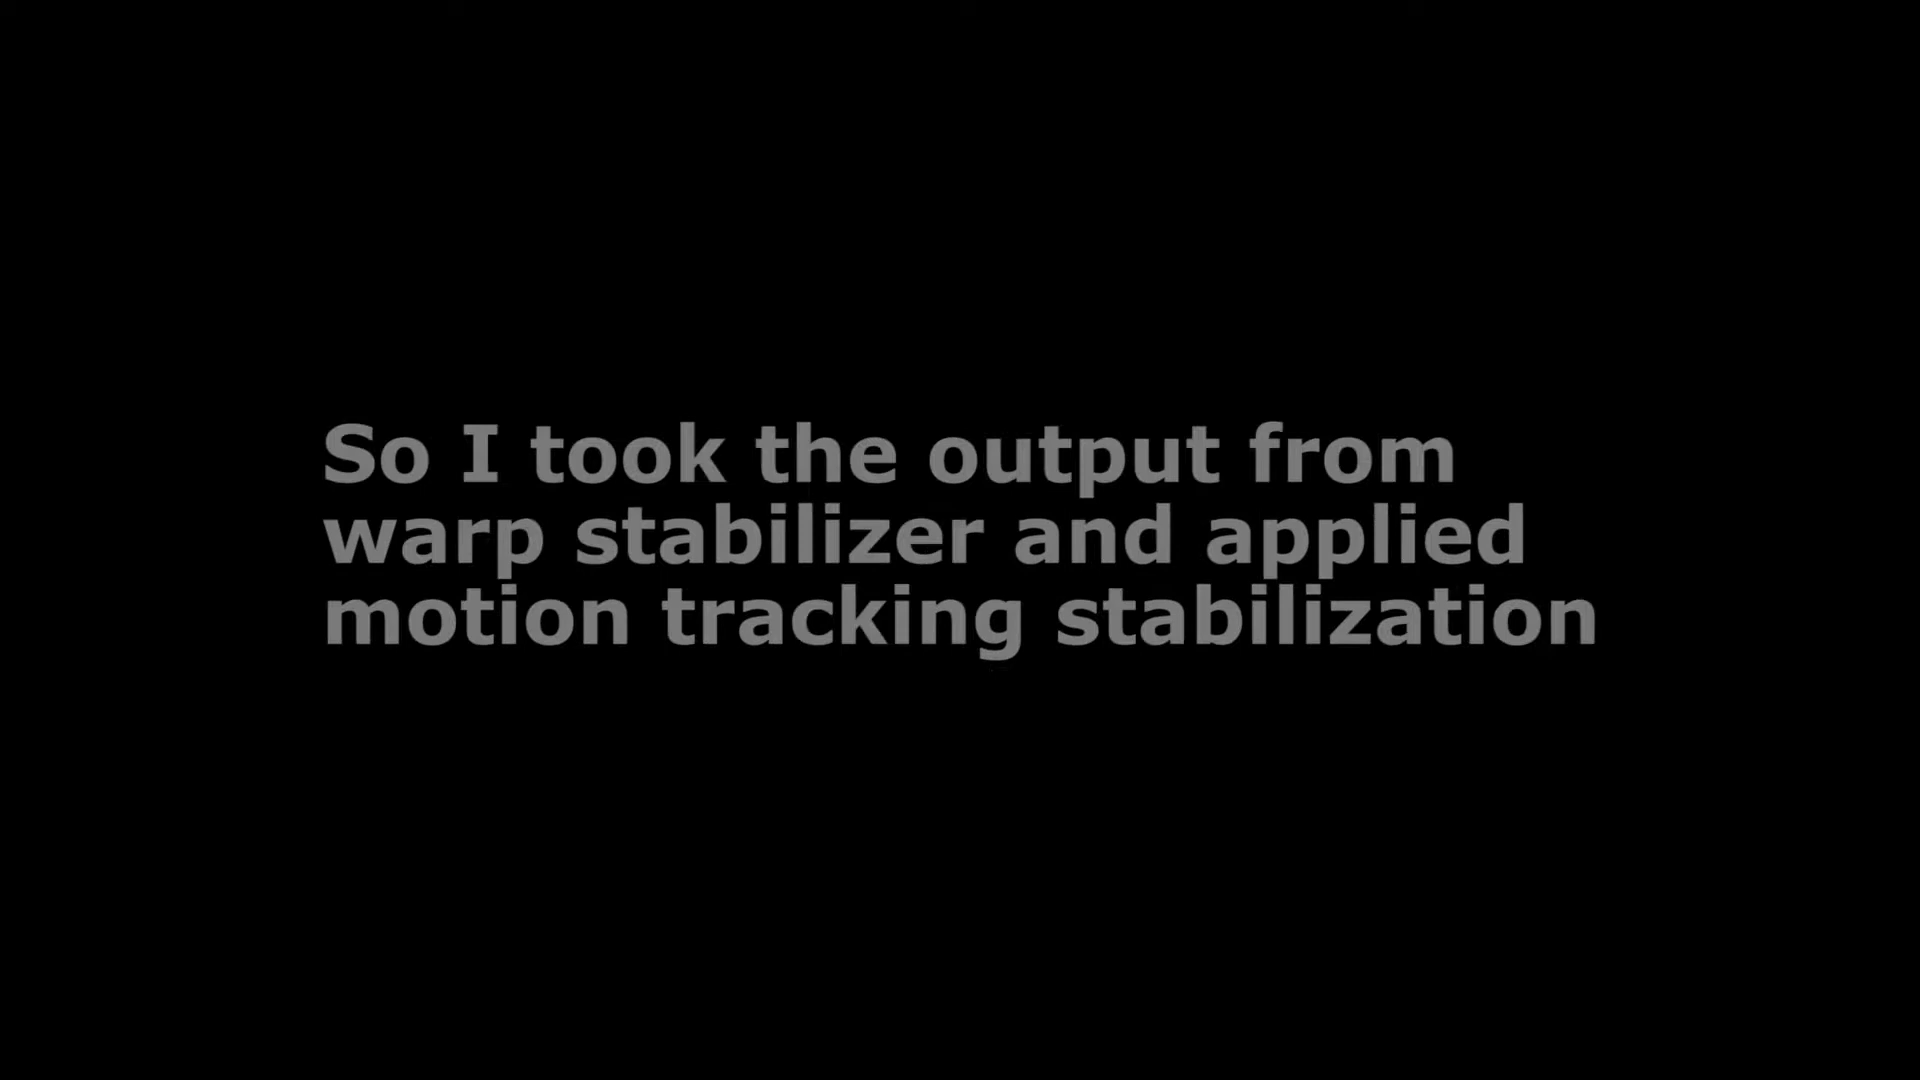 So I took the output from
warp stabilizer and applied
motion tracking stabilization